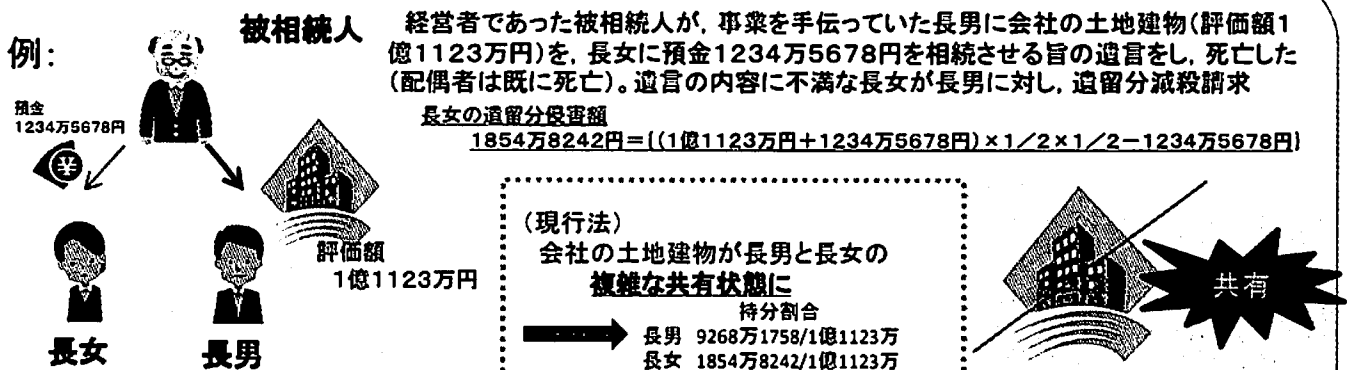 例:
被相続人
経営者であった被相続人が,事業を手伝っていた長男に会社の土地建物(評価額1
億1123万円)を,長女に預金1234万5678円を相続させる旨の遺言をし,死亡した
(配偶者は既に死亡)。遺言の内容に不満な長女が長男に対し,遺留分減殺請求
長女の遺留分侵害額
1854万8242円={(1億1123万円+1234万5678円)×1/2×1/2-1234万5678円}
預金
1234万5678円
¥
評価額
1億1123万円
長女
長男
(現行法)
会社の土地建物が長男と長女の
複雑な共有状態に
持分割合
長男 9268万1758/1億1123万
長女 1854万8242/1億1123万
共有